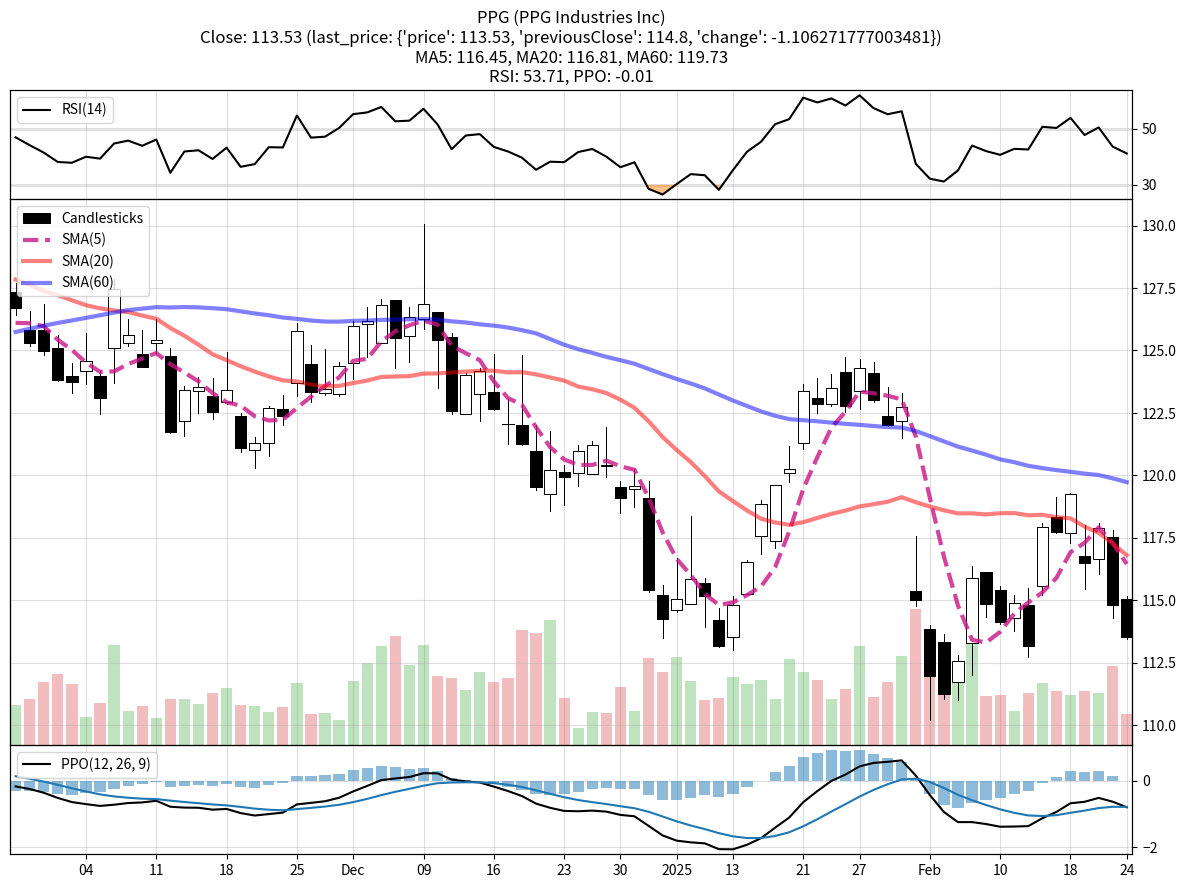 PPG (PPG Industries Inc)
Close: 113.53 (last_price: {'price': 113.53, 'previousClose': 114.8, 'change': -1.106271777003481})
MA5: 116.45, MA20: 116.81, MA60: 119.73
RSI: 53.71, PPO: -0.01
RSI(14)
50
30
Candlesticks
SMA(5)
SMA(20)
SMA(60)
130.0
127.5
125.0
122.5
120.0
117.5
115.0
112.5
110.0
PPO(12, 26, 9)
0
−2
04 11 18 25 Dec 09 16 23 30 2025 13 21 27 Feb 10 18 24